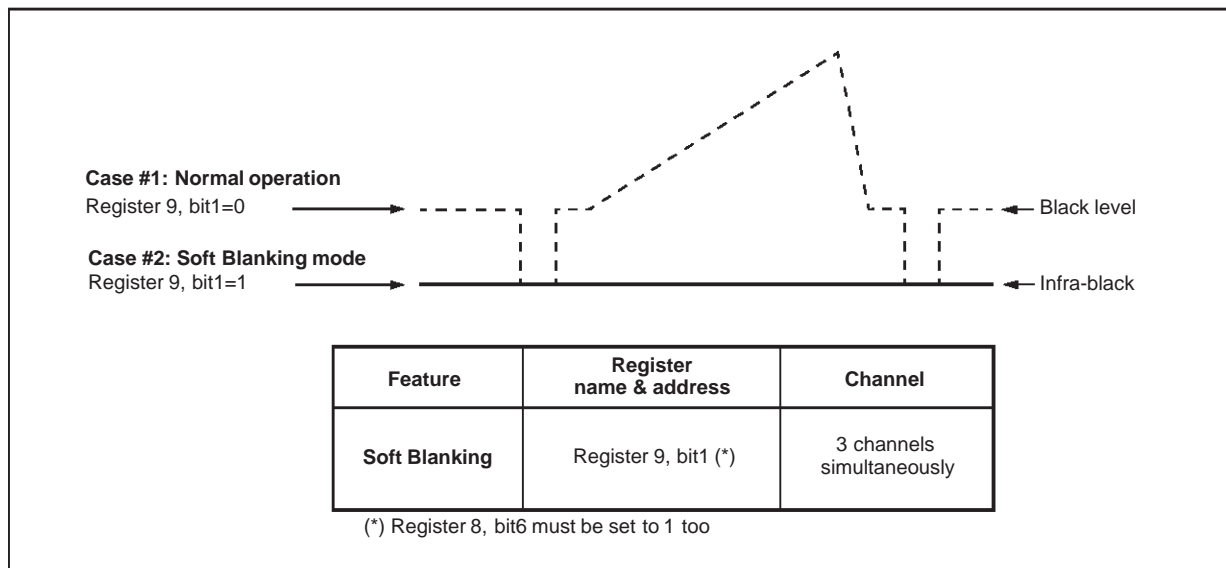 Case #1: Normal operation
Register 9, bit1=0
Black level
Case #2: Soft Blanking mode
Register 9, bit1=1
Infra-black
Feature
Register
name & address
Channel
Soft Blanking
Register 9, bit1 (*)
3 channels
simultaneously
(*) Register 8, bit6 must be set to 1 too